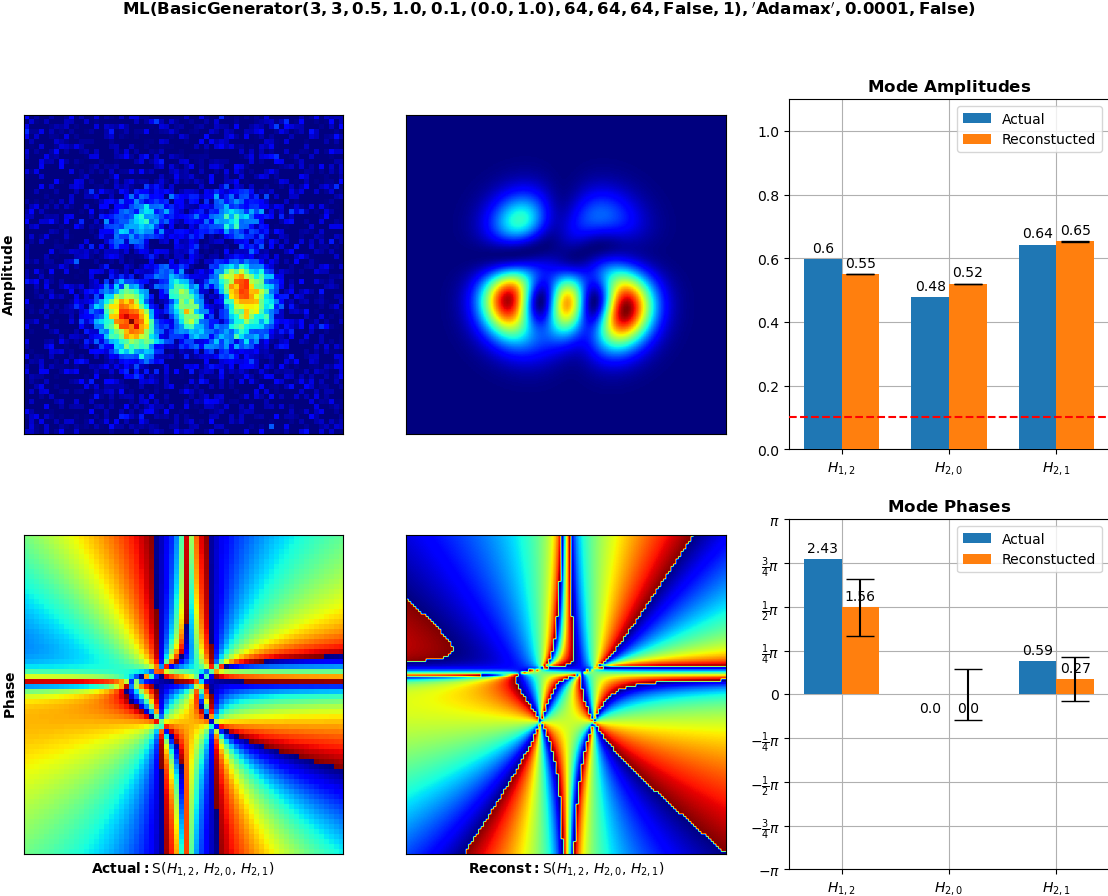 ML(BasicGenerator(3, 3, 0.5, 1.0, 0.1, (0.0, 1.0), 64, 64, 64, False, 1), ′Adamax′, 0.0001, False)
Amplitude
Mode Amplitudes
Actual
Reconstucted
1.0
0.8
0.6
0.4
0.2
0.0
0.6
0.55
0.48
0.52
0.64
0.65
H1,2
H2,0
H2,1
Phase
Actual: S(H1,2, H2,0, H2,1)
Reconst: S(H1,2, H2,0, H2,1)
Mode Phases
Actual
Reconstucted
π
3/4π
1/2π
1/4π
0
−1/4π
−1/2π
−3/4π
−π
2.43
1.56
0.0
0.0
0.59
0.27
H1,2
H2,0
H2,1